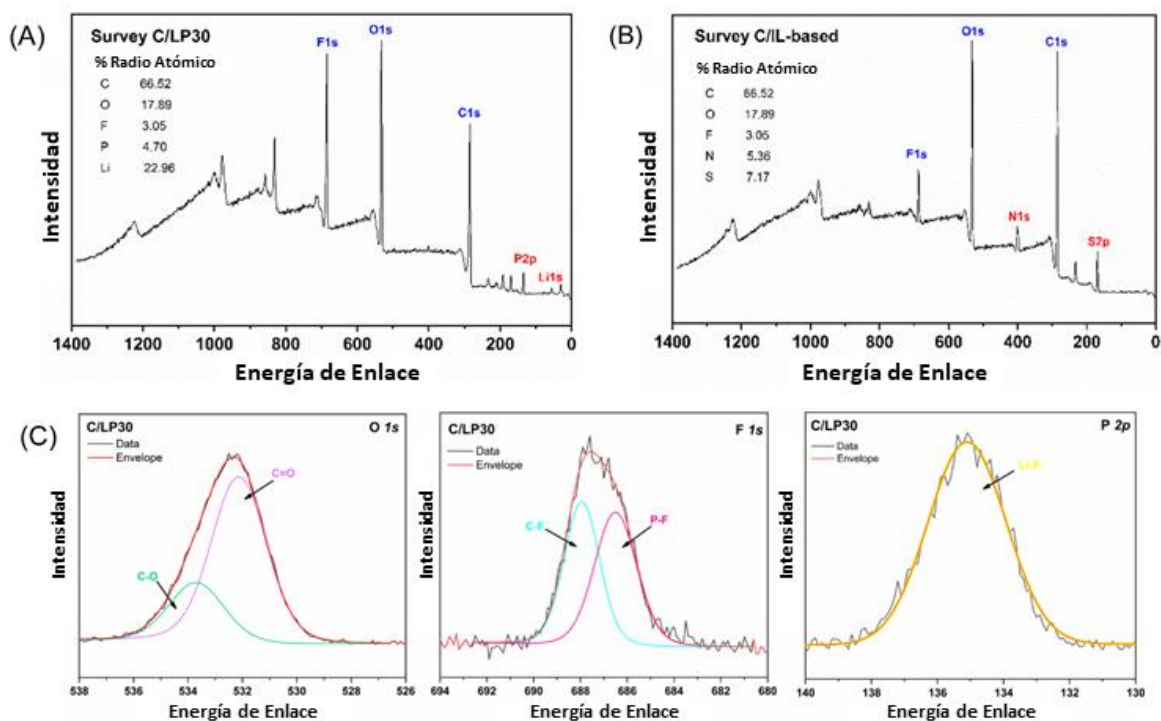 (A)
Survey C/LP30
% Radio Atómico
C 66.52
O 17.89
F 3.05
P 4.70
Li 22.96
F1s
O1s
C1s
P2p
Li1s
Intensidad
1400 1200 1000 800 600 400 200 0
Energía de Enlace
(B)
Survey C/IL-based
% Radio Atómico
C 66.52
O 17.89
F 3.05
N 5.36
S 7.17
O1s
C1s
F1s
N1s
S2p
Intensidad
1400 1200 1000 800 600 400 200 0
Energía de Enlace
(C)
C/LP30
O 1s
Data
Envelope
C=O
C-O
Intensidad
538 536 534 532 530 528 526
Energía de Enlace
C/LP30
F 1s
Data
Envelope
C-F
P-F
Intensidad
694 692 690 688 686 684 682 680
Energía de Enlace
C/LP30
P 2p
Data
Envelope
Li-P
Intensidad
140 138 136 134 132 130
Energía de Enlace